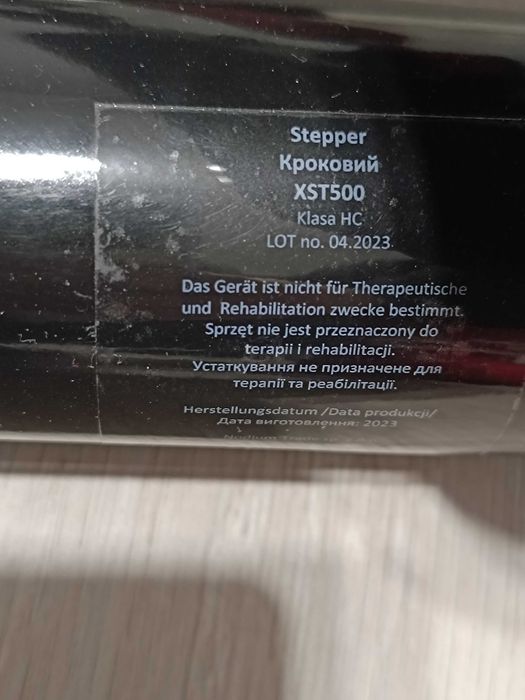 Stepper
Кроковий
XST500
Klasa HC
LOT no. 04.2023
Das Gerät ist nicht für Therapeutische
und Rehabilitation zwecke bestimmt.
Sprzęt nie jest przeznaczony do
terapii i rehabilitacji.
Устаткування не призначене для
терапії та реабілітації.
Herstellungsdatum /Data produkcji/
Дата виготовлення: 2023